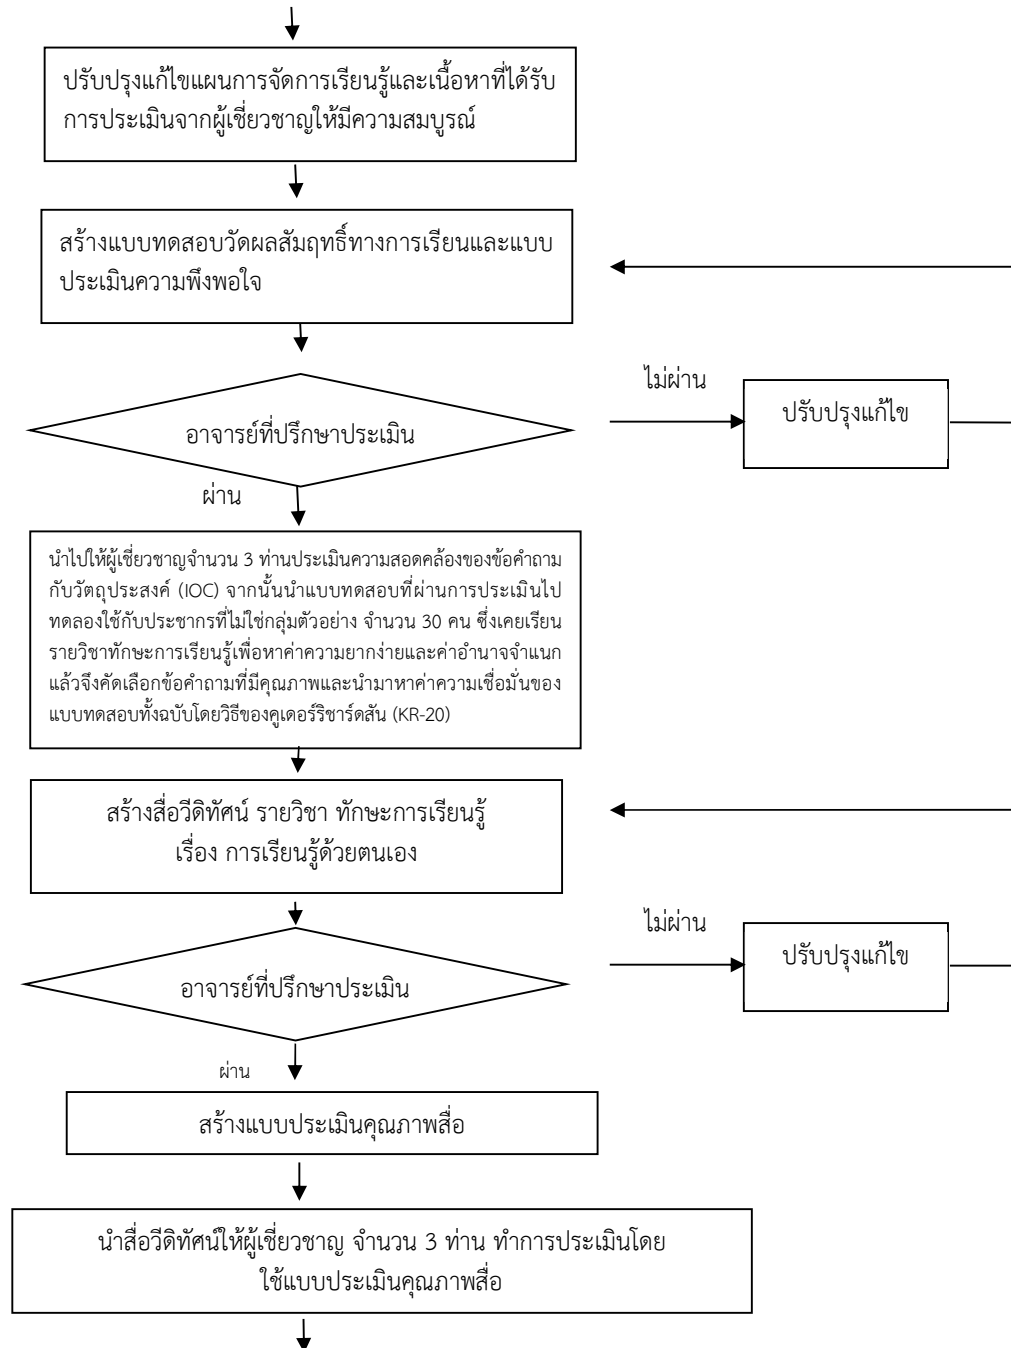 ปรับปรุงแก้ไขแผนการจัดการเรียนรู้และเนื้อหาที่ได้รับ
การประเมินจากผู้เชี่ยวชาญให้มีความสมบูรณ์
สร้างแบบทดสอบวัดผลสัมฤทธิ์ทางการเรียนและแบบ
ประเมินความพึงพอใจ
อาจารย์ที่ปรึกษาประเมิน
ไม่ผ่าน
ปรับปรุงแก้ไข
ผ่าน
นำไปให้ผู้เชี่ยวชาญจำนวน 3 ท่านประเมินความสอดคล้องของข้อคำถาม
กับวัตถุประสงค์ (IOC) จากนั้นนำแบบทดสอบที่ผ่านการประเมินไป
ทดลองใช้กับประชากรที่ไม่ใช่กลุ่มตัวอย่าง จำนวน 30 คน ซึ่งเคยเรียน
รายวิชาทักษะการเรียนรู้เพื่อหาค่าความยากง่ายและค่าอำนาจจำแนก
แล้วจึงคัดเลือกข้อคำถามที่มีคุณภาพและนำมาหาค่าความเชื่อมั่นของ
แบบทดสอบทั้งฉบับโดยวิธีของคูเดอร์ริชาร์ดสัน (KR-20)
สร้างสื่อวีดิทัศน์ รายวิชา ทักษะการเรียนรู้
เรื่อง การเรียนรู้ด้วยตนเอง
อาจารย์ที่ปรึกษาประเมิน
ไม่ผ่าน
ปรับปรุงแก้ไข
ผ่าน
สร้างแบบประเมินคุณภาพสื่อ
นำสื่อวีดิทัศน์ให้ผู้เชี่ยวชาญ จำนวน 3 ท่าน ทำการประเมินโดย
ใช้แบบประเมินคุณภาพสื่อ